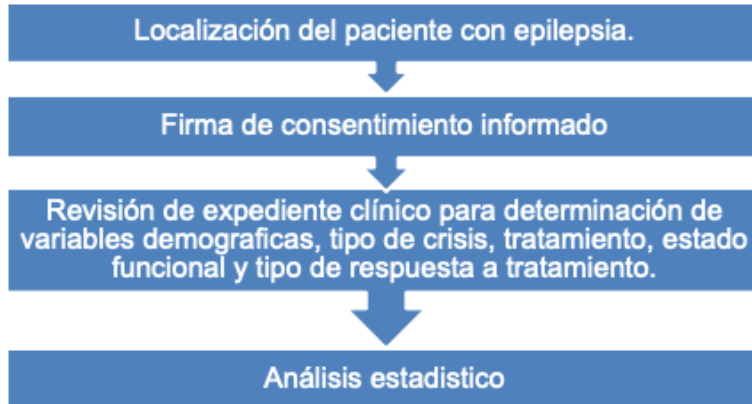 Localización del paciente con epilepsia.
Firma de consentimiento informado
Revisión de expediente clínico para determinación de
variables demograficas, tipo de crisis, tratamiento, estado
funcional y tipo de respuesta a tratamiento.
Análisis estadistico